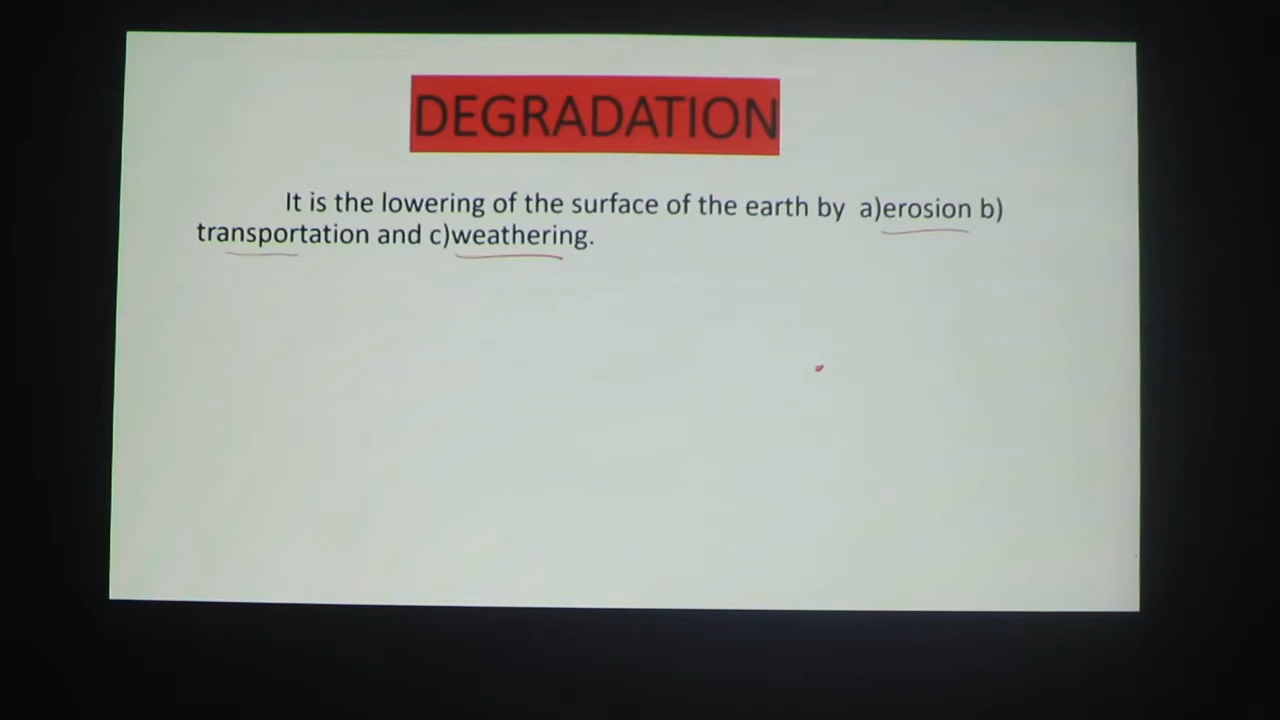 DEGRADATION
It is the lowering of the surface of the earth by a)erosion b)
transportation and c)weathering.